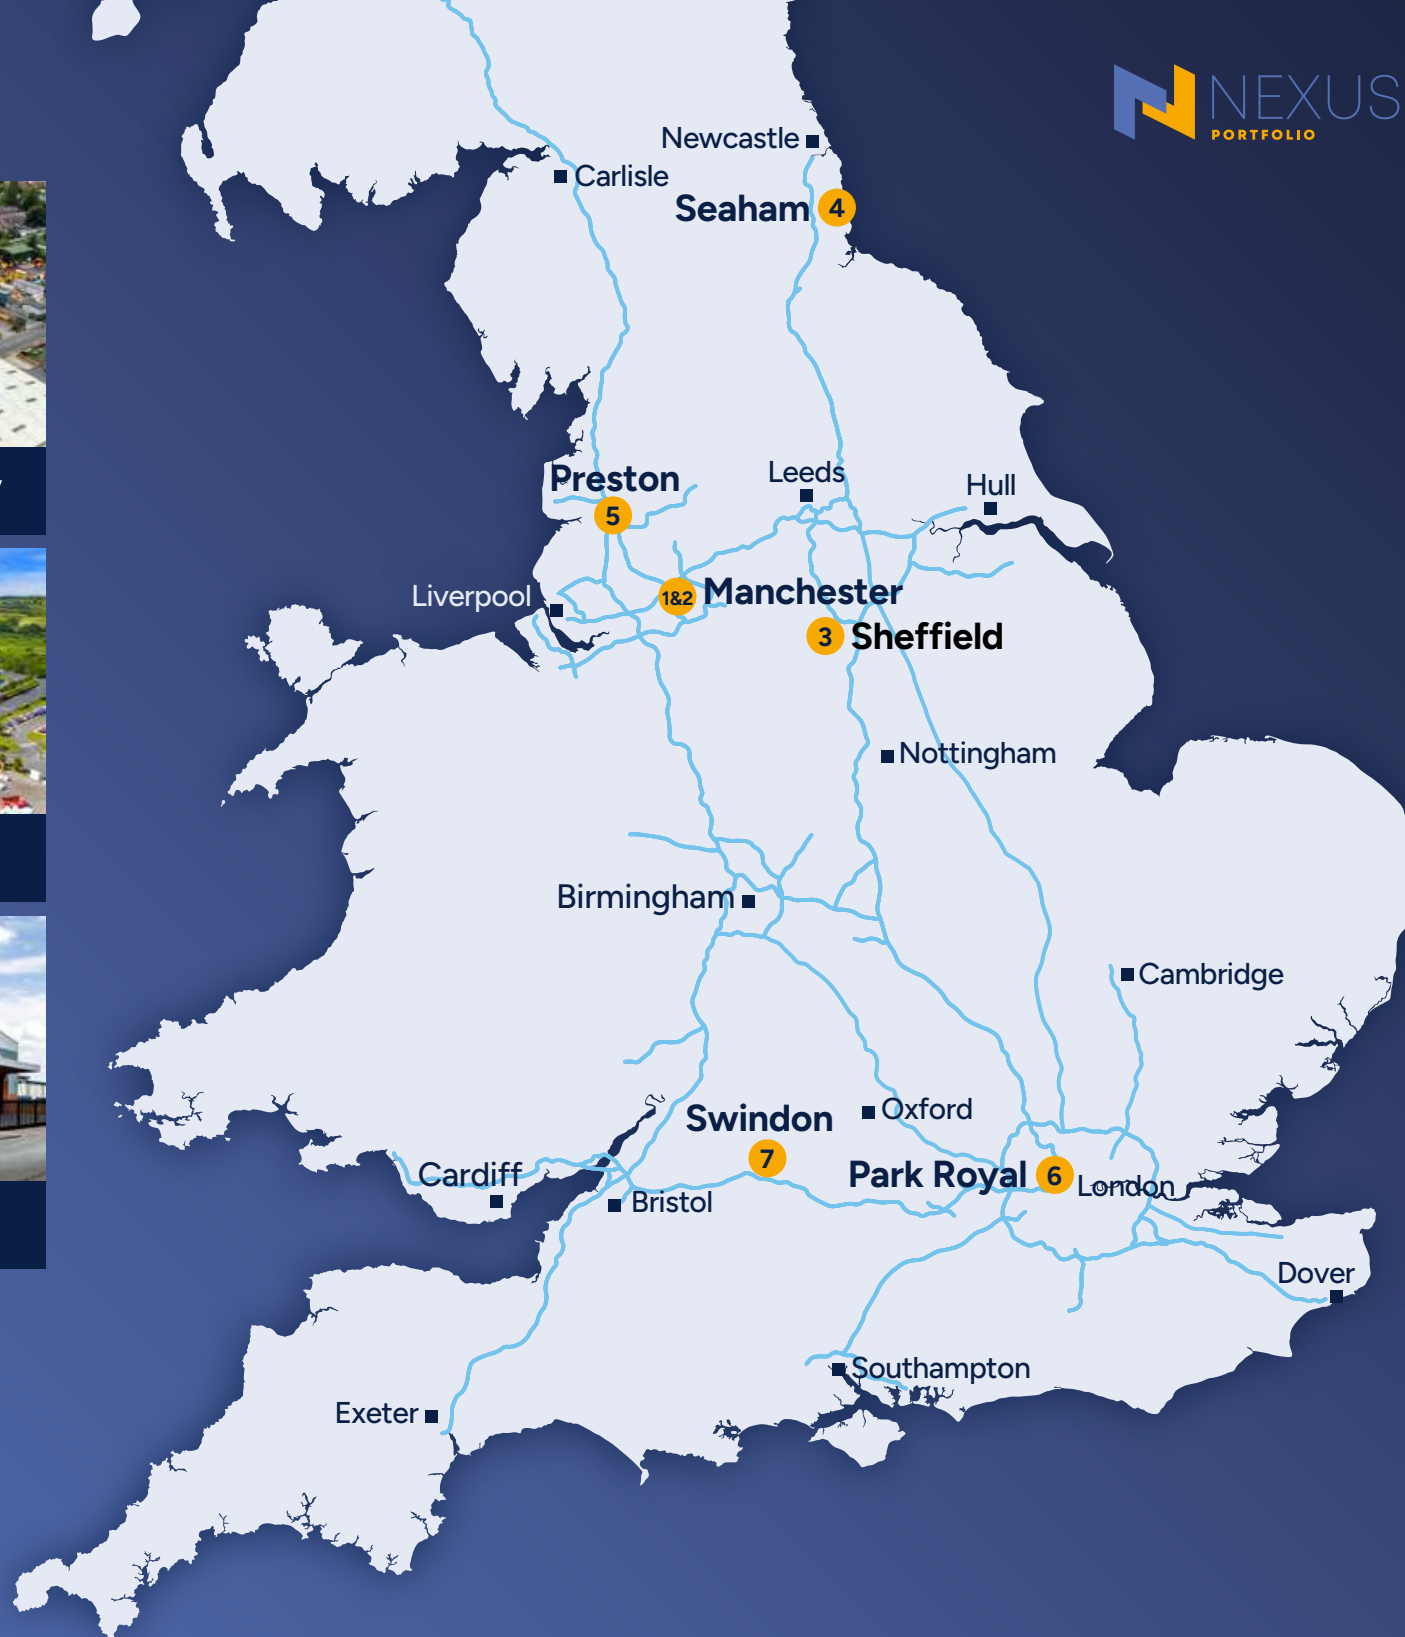 NEXUS
PORTFOLIO
Newcastle
Carlisle
Seaham 4
Preston
5
Leeds
Hull
Liverpool
1&2 Manchester
3 Sheffield
Nottingham
Birmingham
Cambridge
Swindon
7
Oxford
Park Royal 6
London
Cardiff
Bristol
Dover
Southampton
Exeter